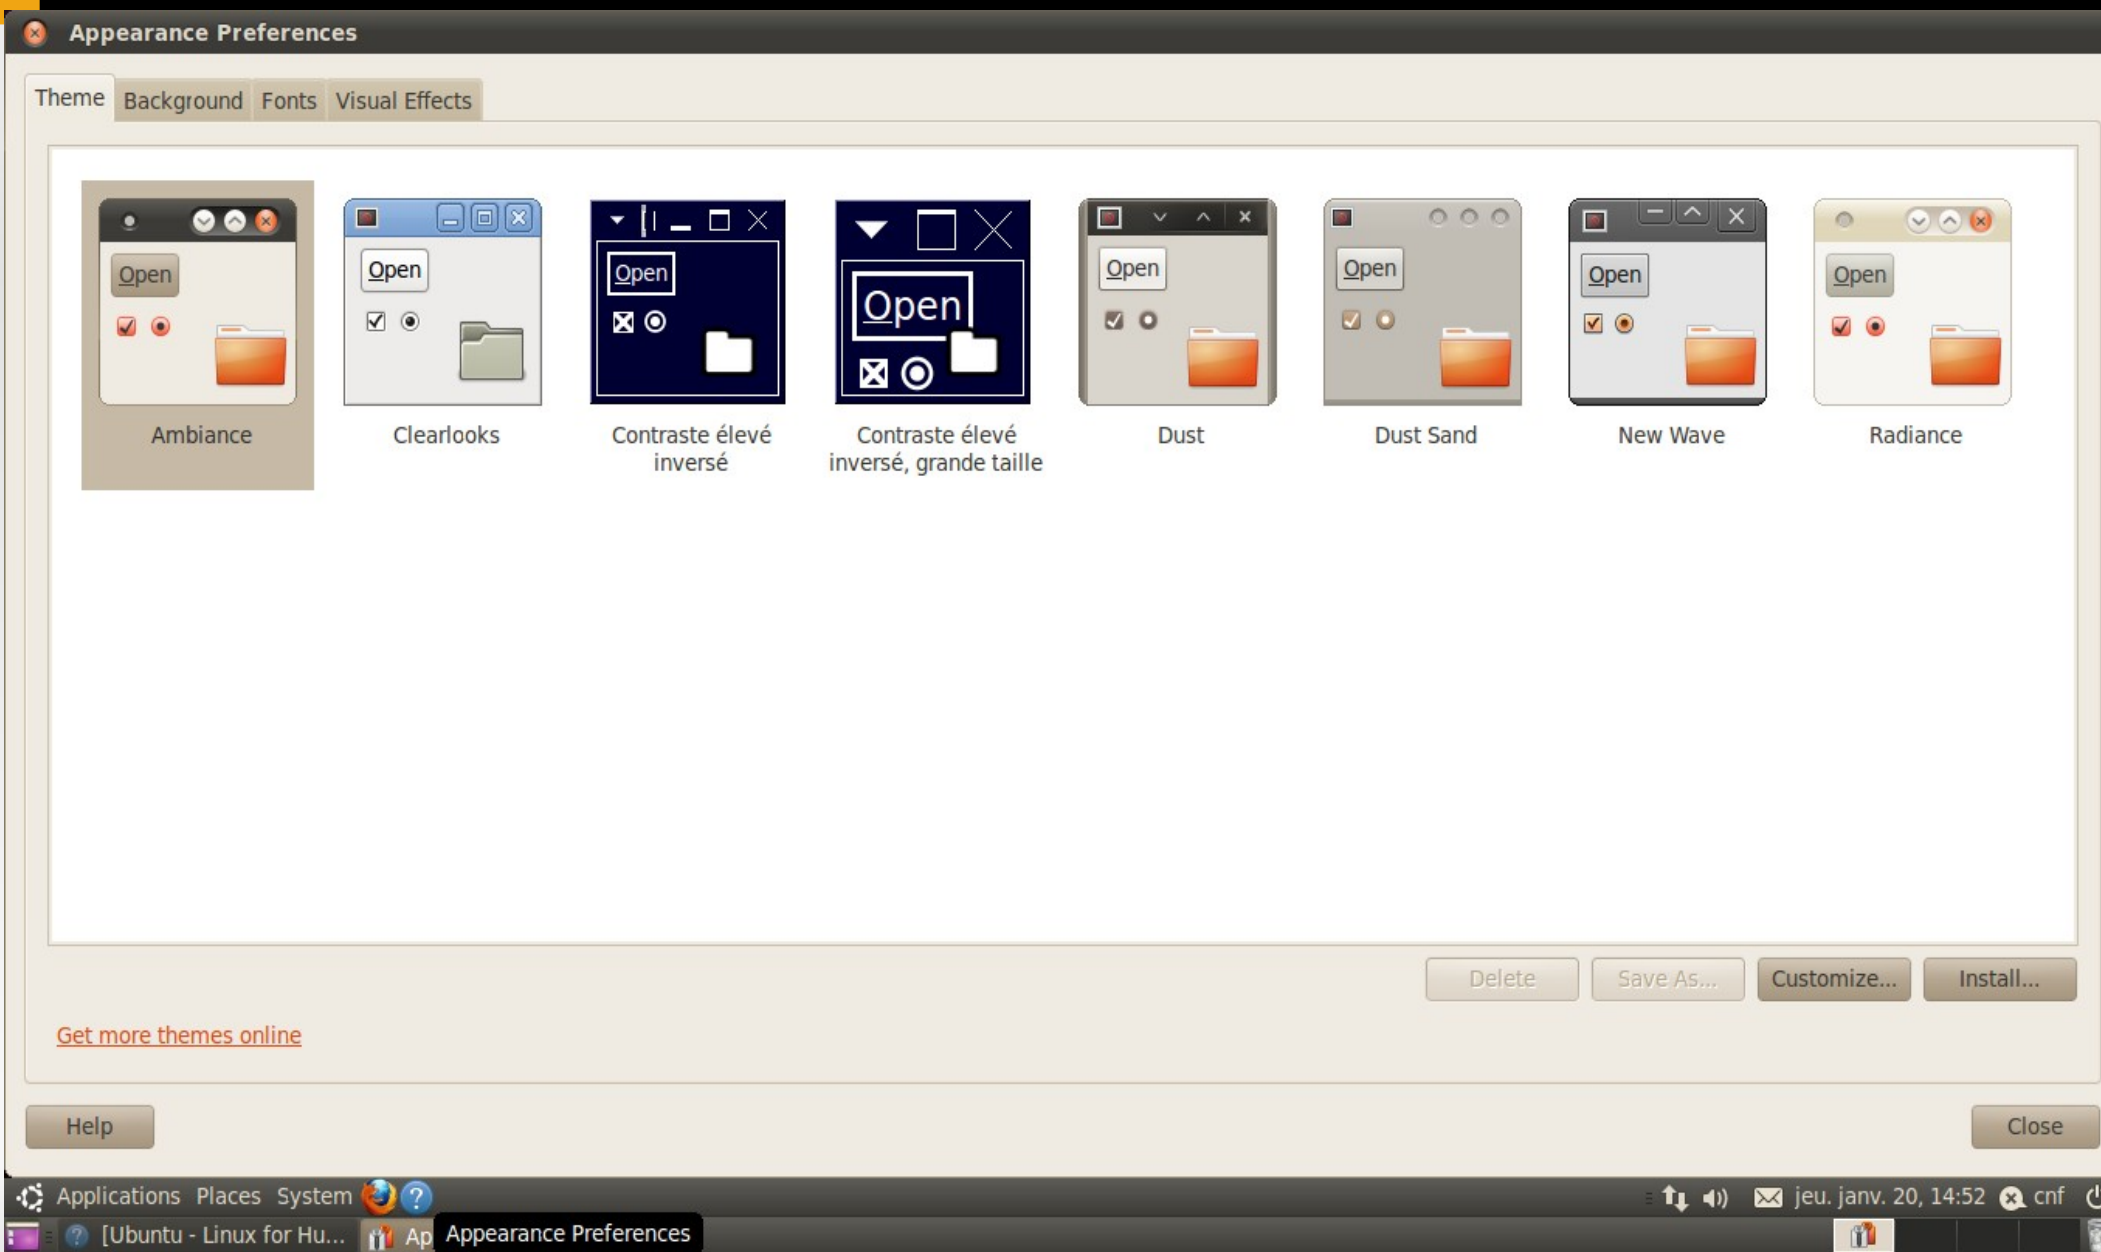 Appearance Preferences
Theme Background Fonts Visual Effects
Open Open Open Open Open Open Open Open
Ambiance Clearlooks Contraste élevé inversé Contraste élevé inversé, grande taille Dust Dust Sand New Wave Radiance
Delete Save As... Customize... Install...
Get more themes online
Help Close
Applications Places System jeu. janv. 20, 14:52 cnf
[Ubuntu - Linux for Hu... Ap Appearance Preferences